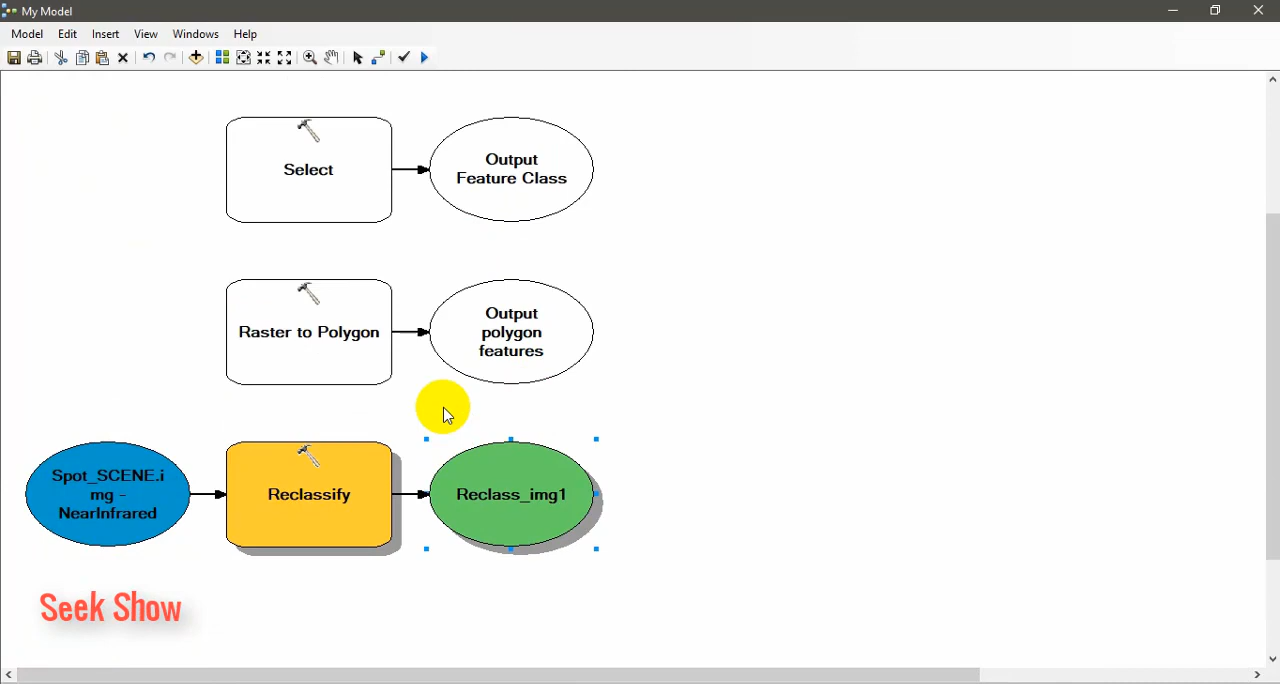 My Model
Model Edit Insert View Windows Help
Select
Output
Feature Class
Raster to Polygon
Output
polygon
features
Spot_SCENE.i
mg -
NearInfrared
Reclassify
Reclass_img1
Seek Show